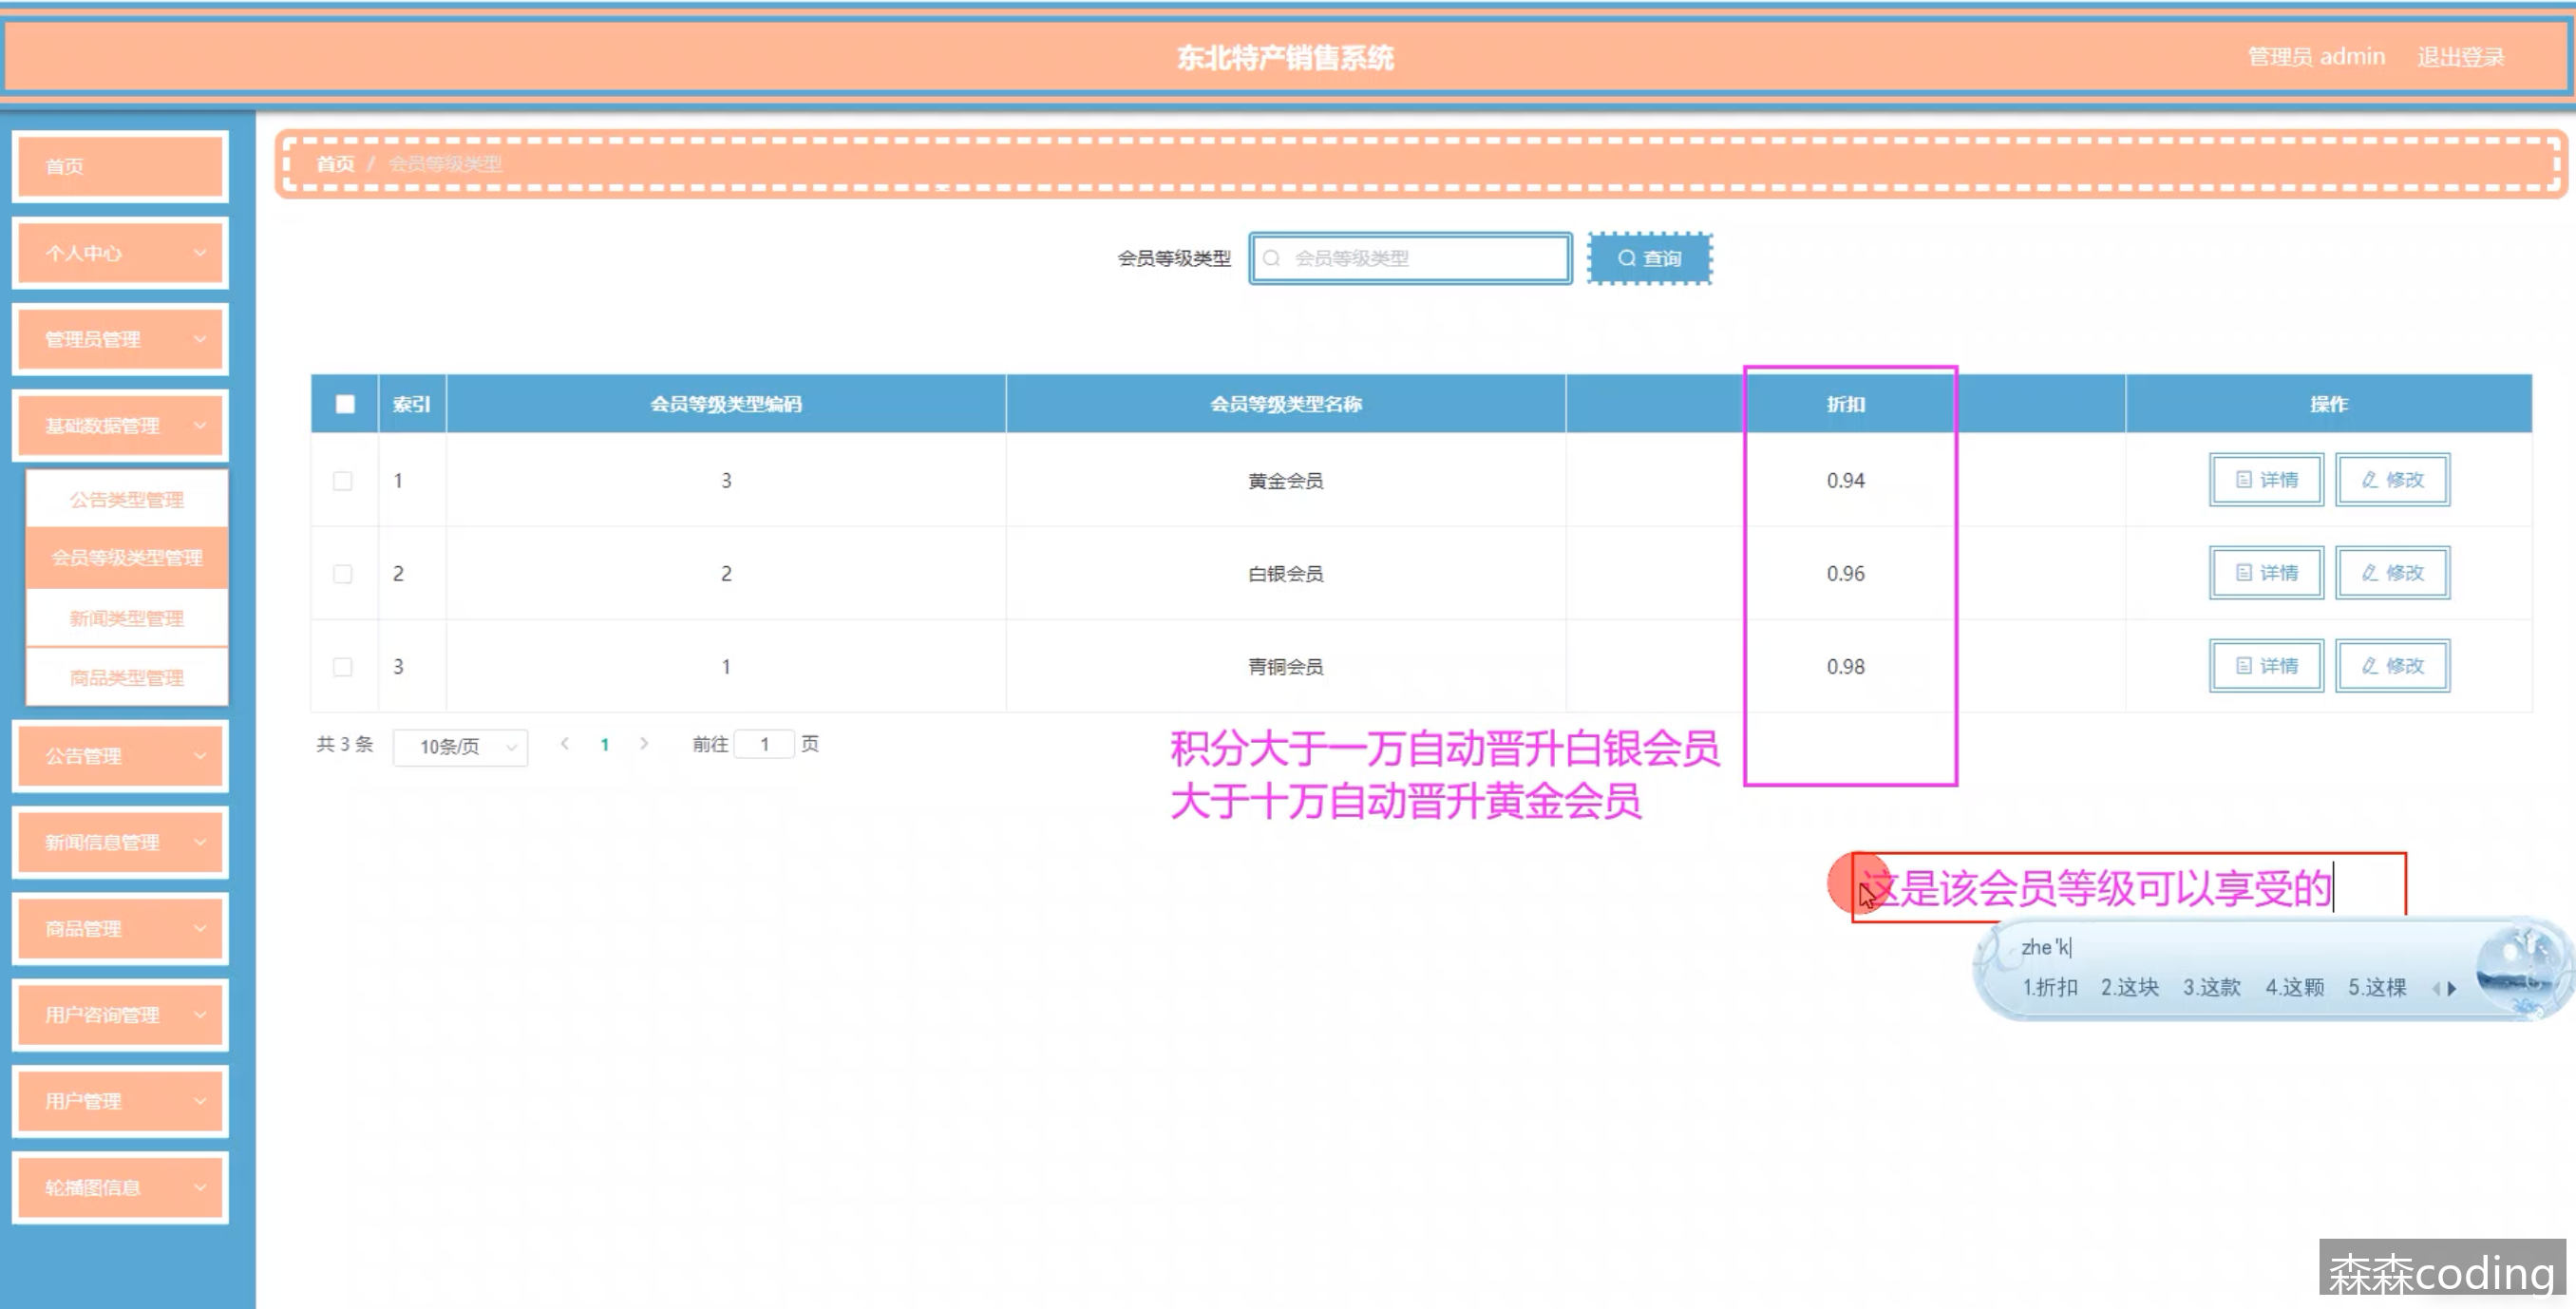 东北特产销售系统
管理员 admin 退出登录
首页
个人中心
管理员管理
基础数据管理
公告类型管理
会员等级类型管理
新闻类型管理
商品类型管理
公告管理
新闻信息管理
商品管理
用户咨询管理
用户管理
轮播图信息
首页 / 会员等级类型
会员等级类型 会员等级类型 查询
索引 会员等级类型编码 会员等级类型名称 折扣 操作
1 3 黄金会员 0.94 详情 修改
2 2 白银会员 0.96 详情 修改
3 1 青铜会员 0.98 详情 修改
共 3 条 10条/页 1 前往 1 页
积分大于一万自动晋升白银会员
大于十万自动晋升黄金会员
这是该会员等级可以享受的
zhe'k
1.折扣 2.这块 3.这款 4.这颗 5.这棵
森森coding